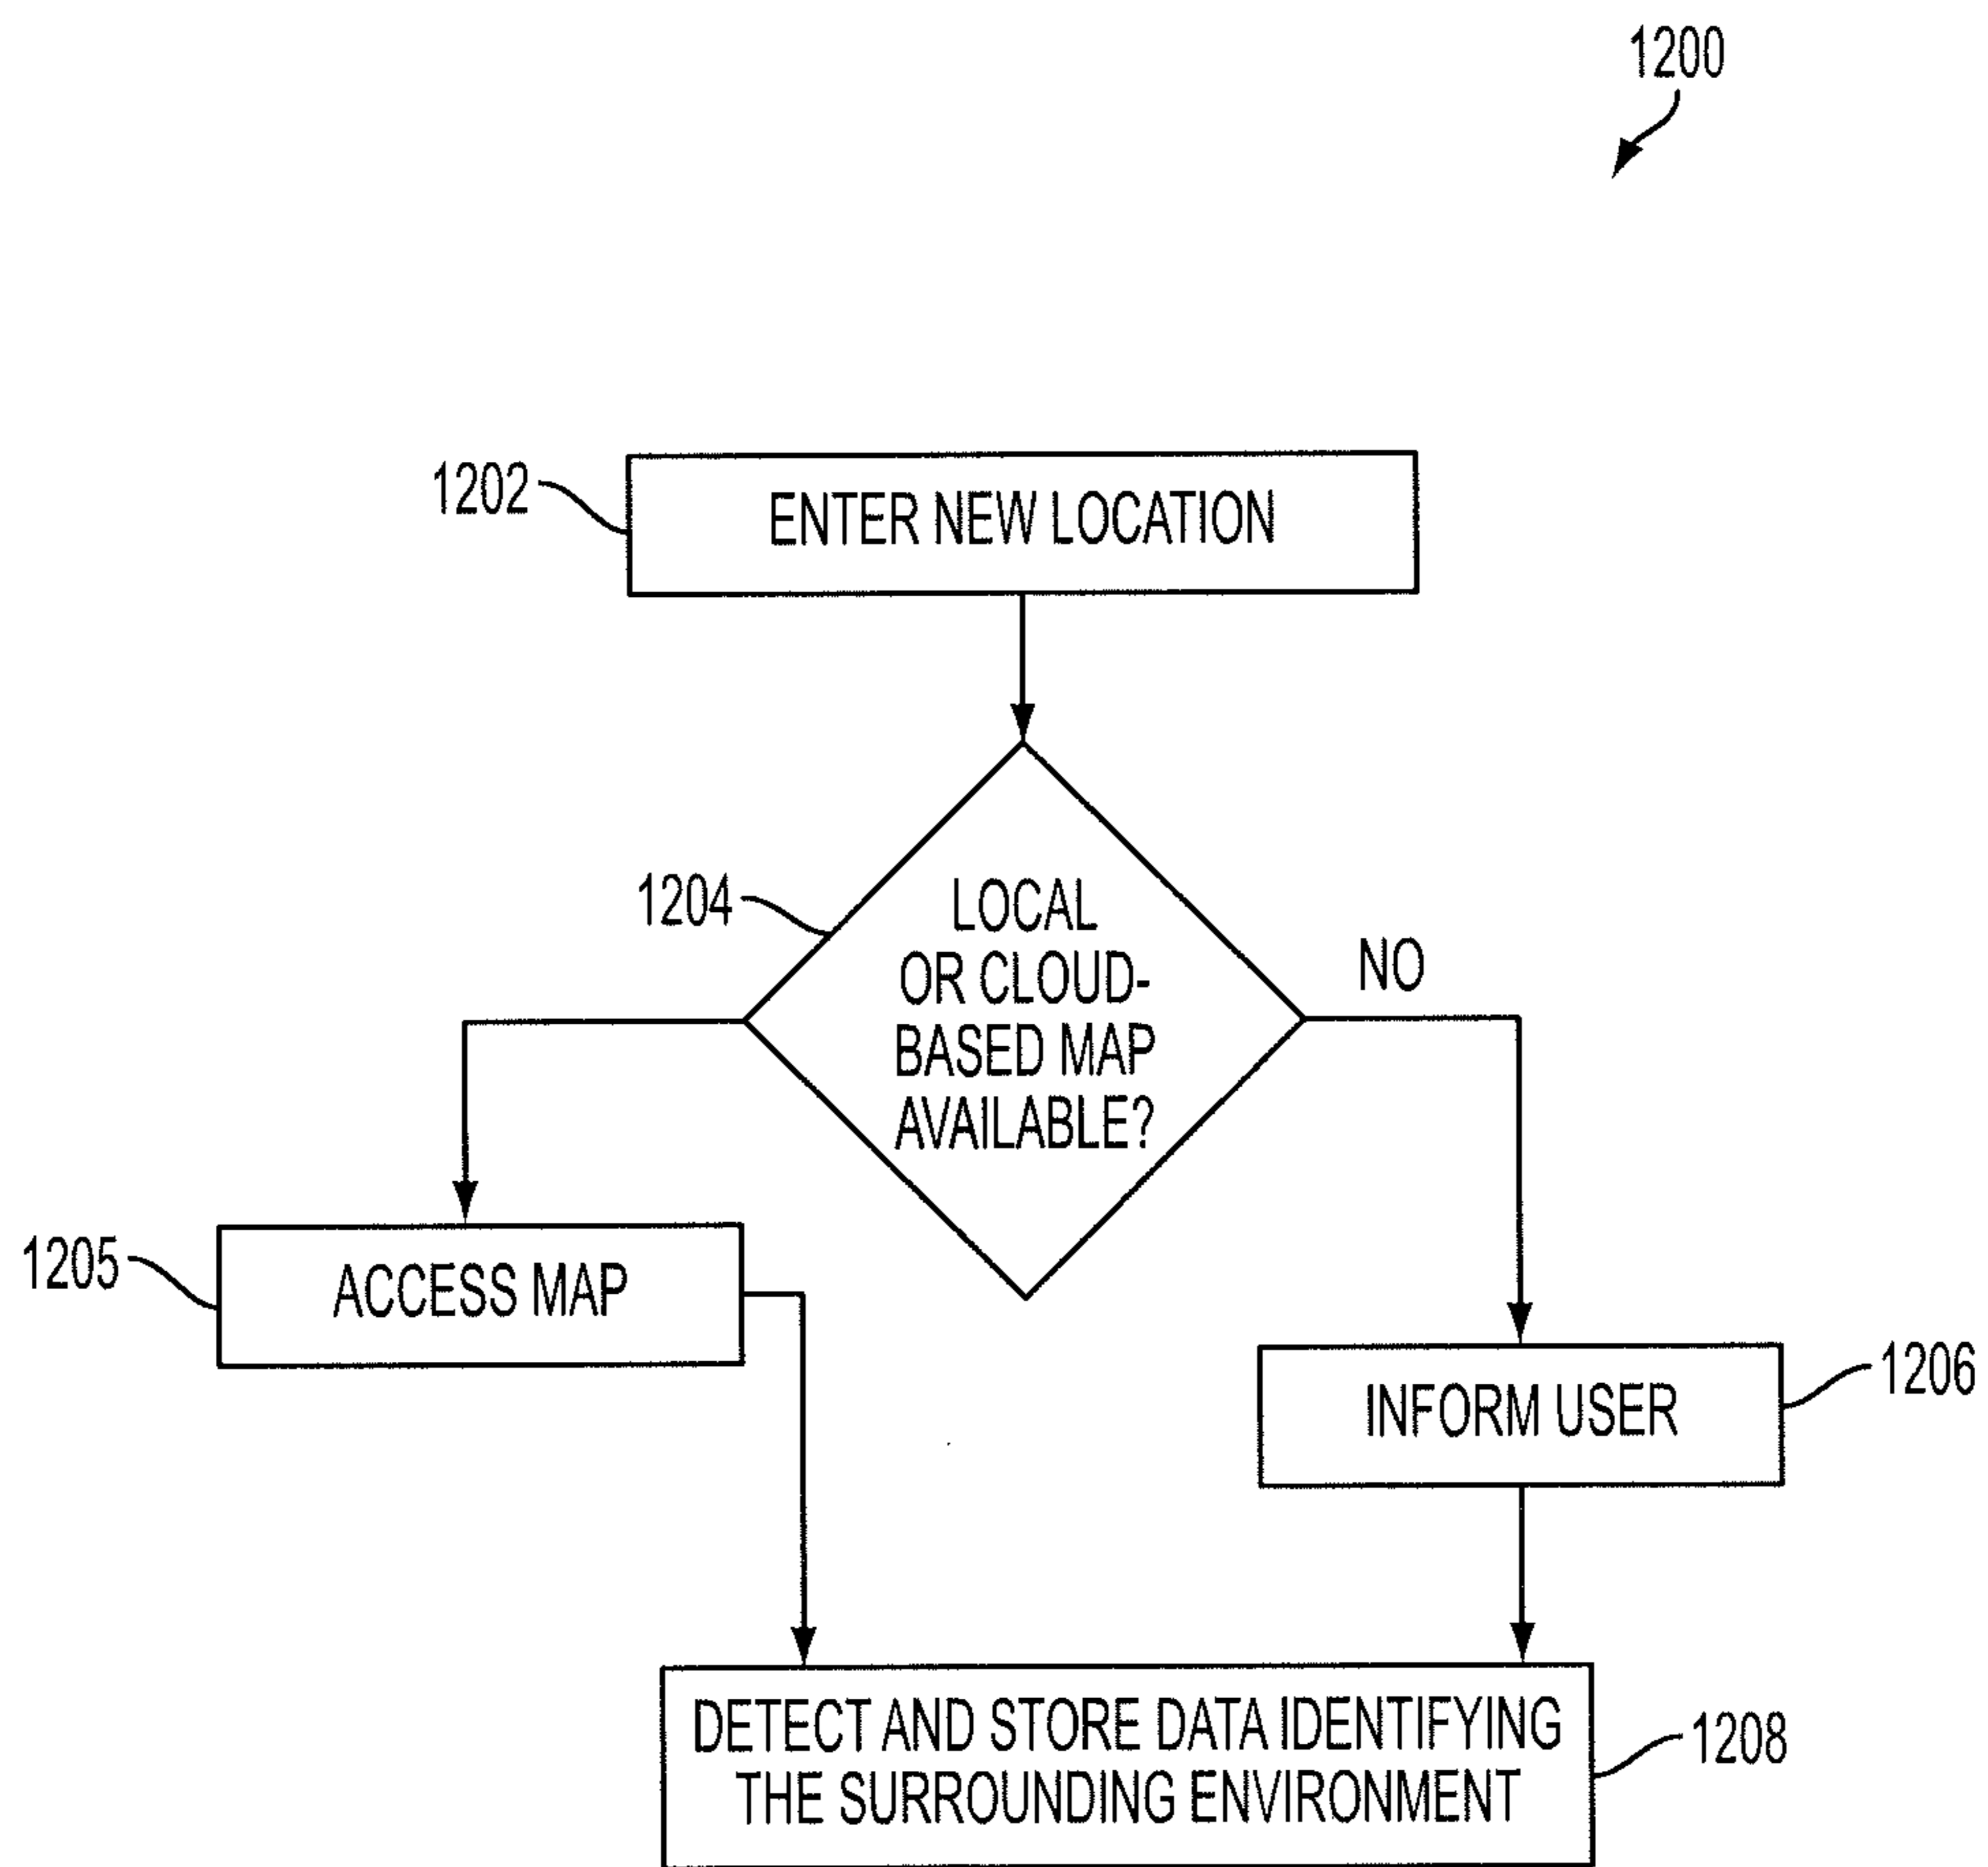 1200
1202
ENTER NEW LOCATION
1204
LOCAL
OR CLOUD-
BASED MAP
AVAILABLE?
NO
1205
ACCESS MAP
INFORM USER
1206
DETECT AND STORE DATA IDENTIFYING
THE SURROUNDING ENVIRONMENT
1208